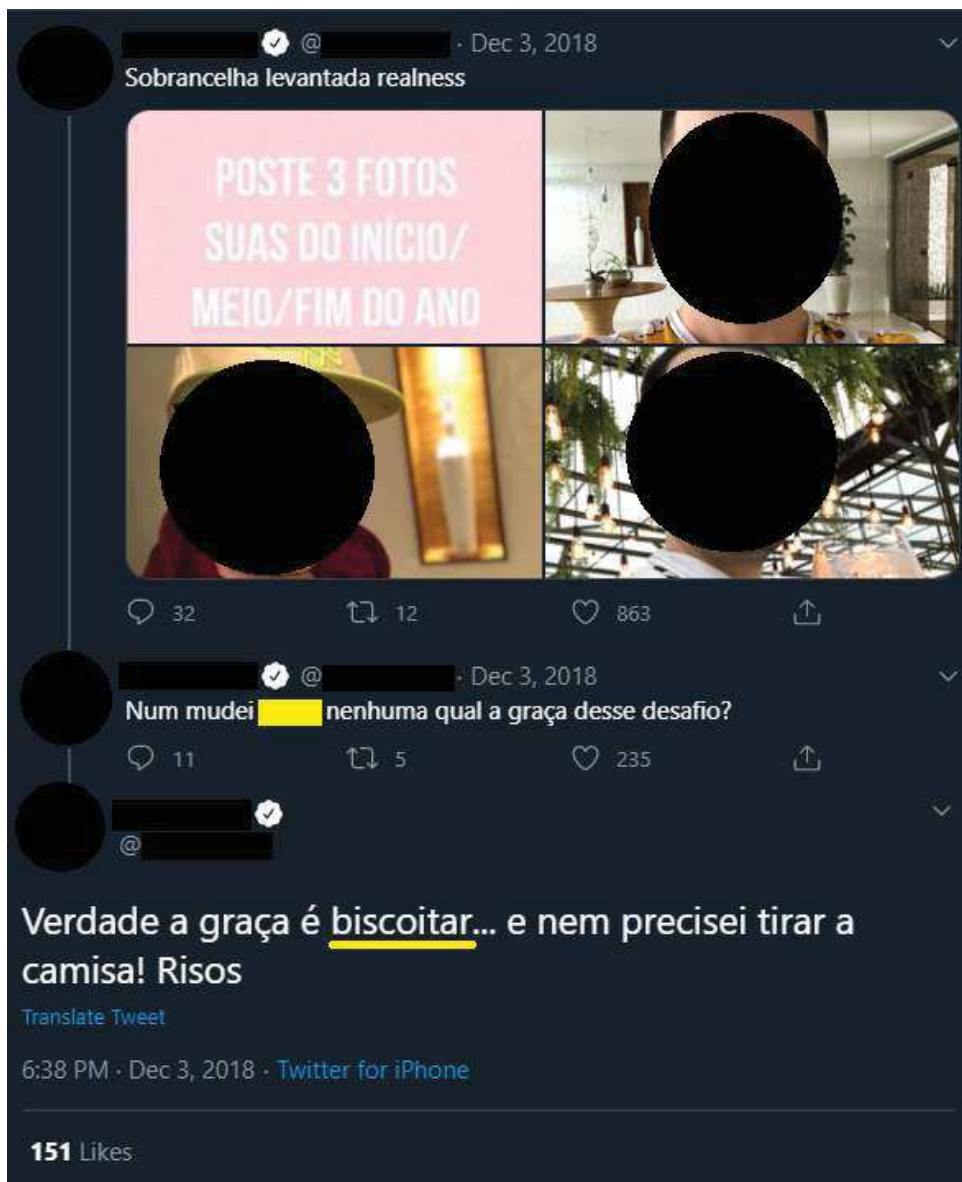 @ · Dec 3, 2018
Sobrancelha levantada realness
POSTE 3 FOTOS
SUAS DO INÍCIO/
MEIO/FIM DO ANO
32 12 863
@ · Dec 3, 2018
Num mudei nenhuma qual a graça desse desafio?
11 5 235
@
Verdade a graça é biscoitar... e nem precisei tirar a
camisa! Risos
Translate Tweet
6:38 PM · Dec 3, 2018 · Twitter for iPhone
151 Likes